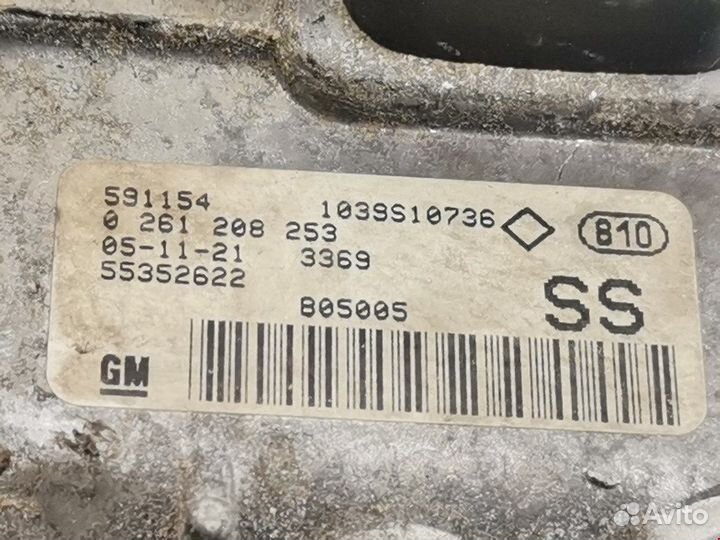 591154 1039S10736 810
0 261 208 253
05-11-21 3369
55352622 SS
B05005
GM
Avito